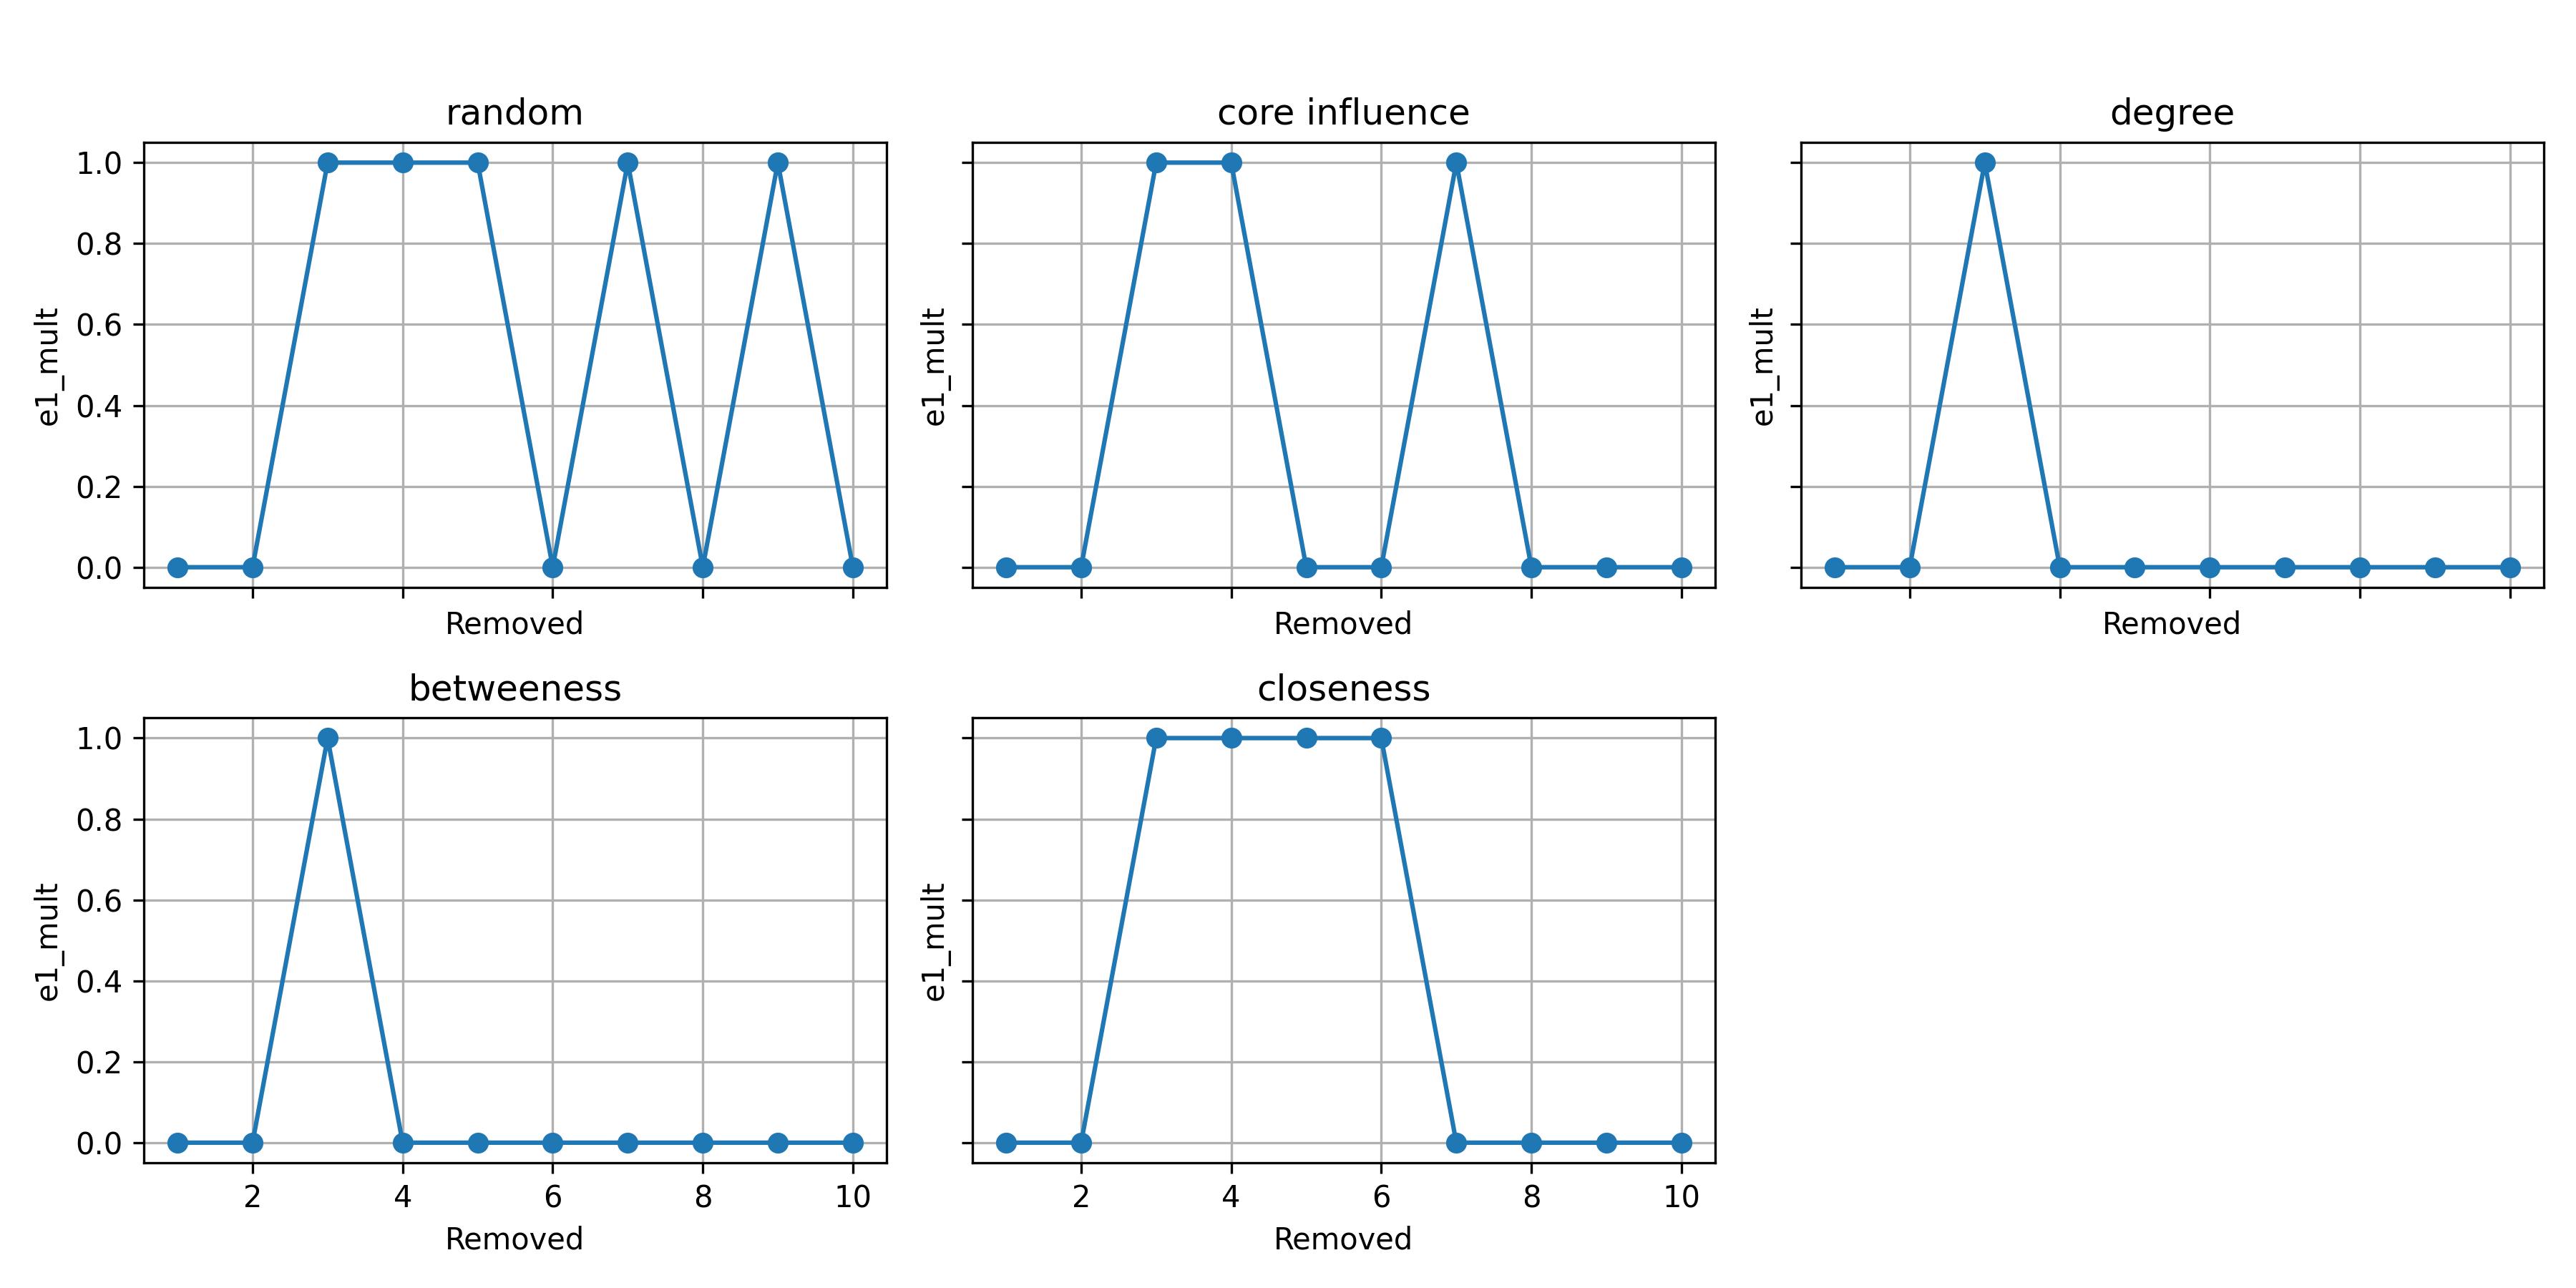 random
core influence
degree
1.0
0.8
0.6
0.4
0.2
0.0
e1_mult
e1_mult
e1_mult
Removed
Removed
Removed
betweeness
closeness
1.0
0.8
0.6
0.4
0.2
0.0
e1_mult
e1_mult
2 4 6 8 10
2 4 6 8 10
Removed
Removed